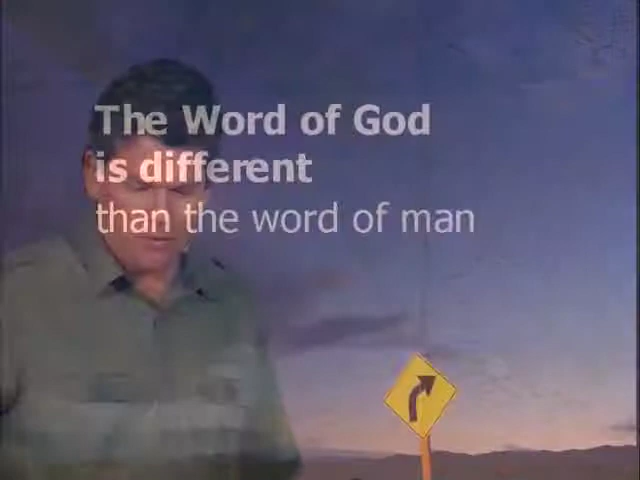 The Word of God
is different
than the word of man